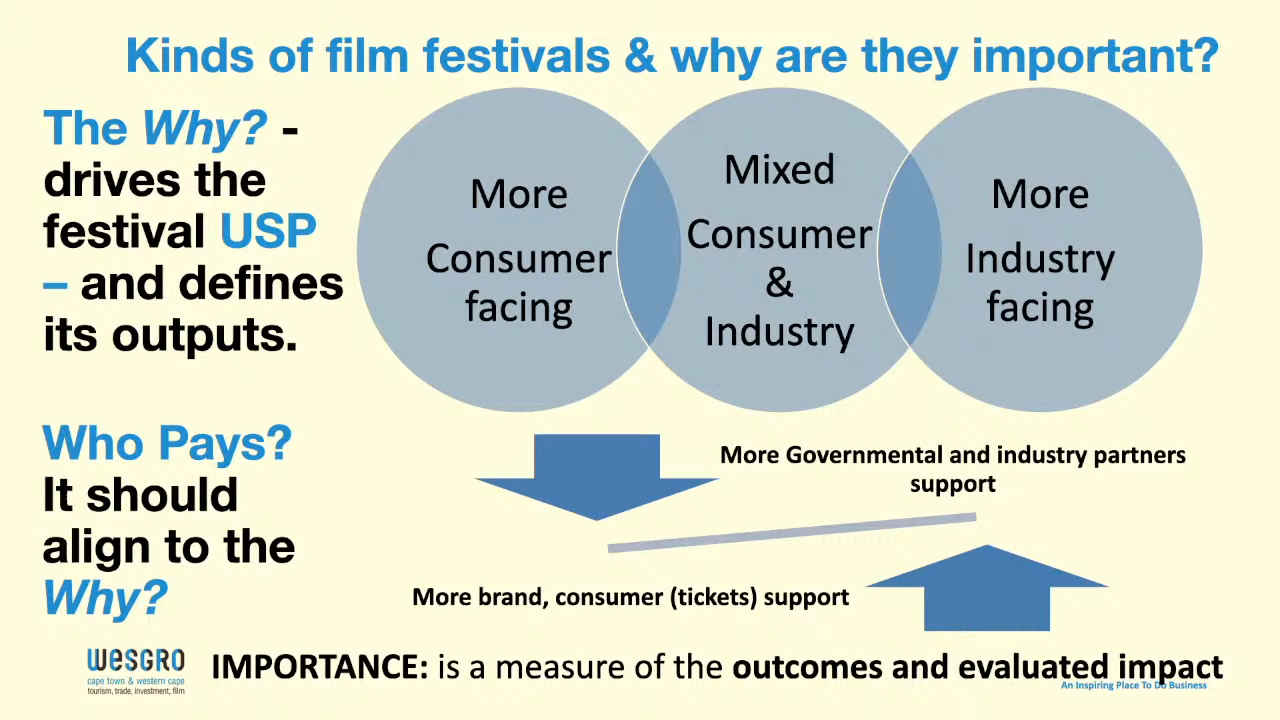 Kinds of film festivals & why are they important?
The Why? -
drives the
festival USP
– and defines
its outputs.
Who Pays?
It should
align to the
Why?
More
Consumer
facing
Mixed
Consumer
&
Industry
More
Industry
facing
More Governmental and industry partners
support
More brand, consumer (tickets) support
WESGRO
cape town & western cape
tourism, trade, investment, film
IMPORTANCE: is a measure of the outcomes and evaluated impact
An Inspiring Place To Do Business